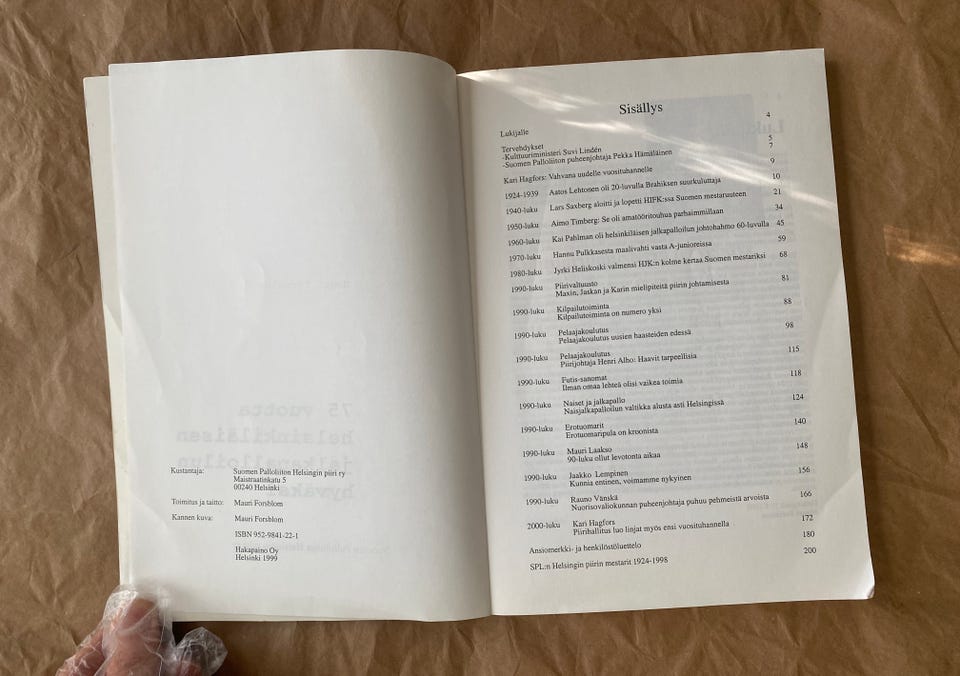 Kustantaja: Suomen Palloliiton Helsingin piiri ry
Maistraatinkatu 5
00240 Helsinki
Toimitus ja taitto: Mauri Forsblom
Kannen kuva: Mauri Forsblom
ISBN 952-9841-22-1
Hakapaino Oy
Helsinki 1999
Sisällys
Lukijalle 4
Tervehdykset
-Kulttuuriministeri Suvi Lindén 5
-Suomen Palloliiton puheenjohtaja Pekka Hämäläinen 7
Kari Hagfors: Vahvana uudelle vuosituhannelle 9
1924-1939 Aatos Lehtonen oli 20-luvulla Brahiksen suurkuluttaja 10
1940-luku Lars Saxberg aloitti ja lopetti HIFK:ssa Suomen mestaruuteen 21
1950-luku Aimo Timberg: Se oli amatööritouhua parhaimmillaan 34
1960-luku Kai Pahlman oli helsinkiläisen jalkapalloilun johtohahmo 60-luvulla 45
1970-luku Hannu Pulkkasesta maalivahti vasta A-junioreissa 59
1980-luku Jyrki Heliskoski valmensi HJK:n kolme kertaa Suomen mestariksi 68
1990-luku Piirivaltuusto
Maxin, Jaskan ja Karin mielipiteitä piirin johtamisesta 81
1990-luku Kilpailutoiminta
Kilpailutoiminta on numero yksi 88
1990-luku Pelaajakoulutus
Pelaajakoulutus uusien haasteiden edessä 98
1990-luku Pelaajakoulutus
Piirijohtaja Henri Alho: Haavit tarpeellisia 115
1990-luku Futis-sanomat
Ilman omaa lehteä olisi vaikea toimia 118
1990-luku Naiset ja jalkapallo
Naisjalkapalloilun valtikka alusta asti Helsingissä 124
1990-luku Erotuomarit
Erotuomaripula on kroonista 140
1990-luku Mauri Laakso
90-luku ollut levotonta aikaa 148
1990-luku Jaakko Lempinen
Kunnia entinen, voimamme nykyinen 156
1990-luku Rauno Vänskä
Nuorisovaliokunnan puheenjohtaja puhuu pehmeistä arvoista 166
2000-luku Kari Hagfors
Piirihallitus luo linjat myös ensi vuosituhannella 172
Ansiomerkki- ja henkilöstöluettelo 180
SPL:n Helsingin piirin mestarit 1924-1998 200